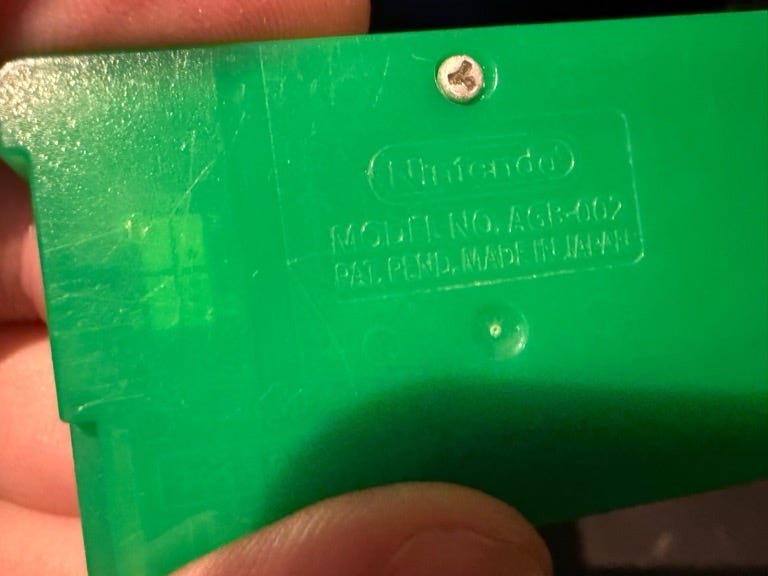 Nintendo
MODEL NO. AGB-002
PAT. PEND. MADE IN JAPAN